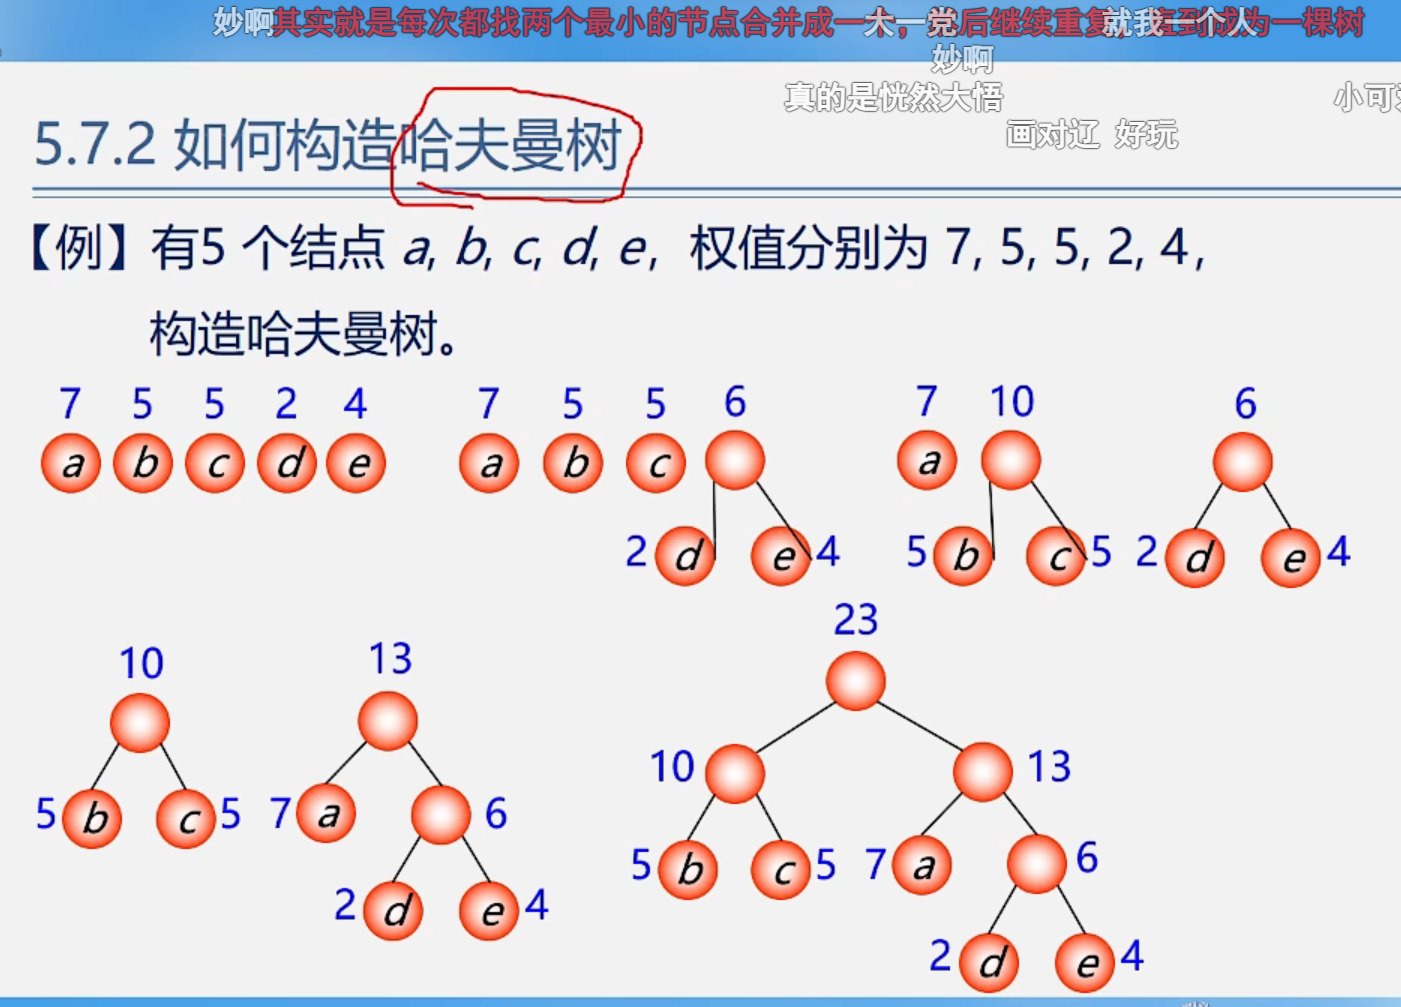 妙啊
其实就是每次都找两个最小的节点合并成一
大一党
后继续重复
就我一个人
为一棵树
妙啊
真的是恍然大悟
小可
画对辽 好玩
5.7.2 如何构造哈夫曼树
【例】有5 个结点 a, b, c, d, e, 权值分别为 7, 5, 5, 2, 4,
构造哈夫曼树。
7 5 5 2 4 7 5 5 6 7 10 6
a b c d e a b c a
2 d e 4 5 b c 5 2 d e 4
23
10 13
10 13
5 b c 5 7 a 6
5 b c 5 7 a 6
2 d e 4
2 d e 4